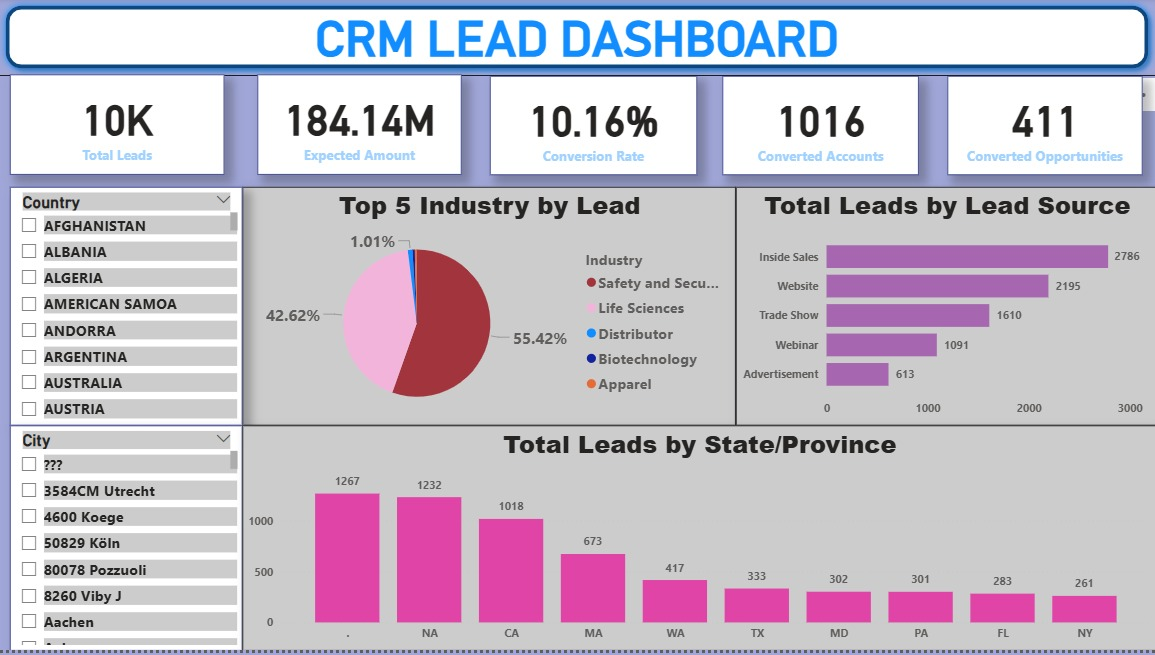 CRM LEAD DASHBOARD
10K
Total Leads
184.14M
Expected Amount
10.16%
Conversion Rate
1016
Converted Accounts
411
Converted Opportunities
Country
AFGHANISTAN
ALBANIA
ALGERIA
AMERICAN SAMOA
ANDORRA
ARGENTINA
AUSTRALIA
AUSTRIA
Top 5 Industry by Lead
1.01%
42.62%
55.42%
Industry
Safety and Secu...
Life Sciences
Distributor
Biotechnology
Apparel
Total Leads by Lead Source
Inside Sales 2786
Website 2195
Trade Show 1610
Webinar 1091
Advertisement 613
0 1000 2000 3000
City
???
3584CM Utrecht
4600 Koege
50829 Köln
80078 Pozzuoli
8260 Viby J
Aachen
Total Leads by State/Province
1267 1232 1018 673 417 333 302 301 283 261
1000
500
0
. NA CA MA WA TX MD PA FL NY